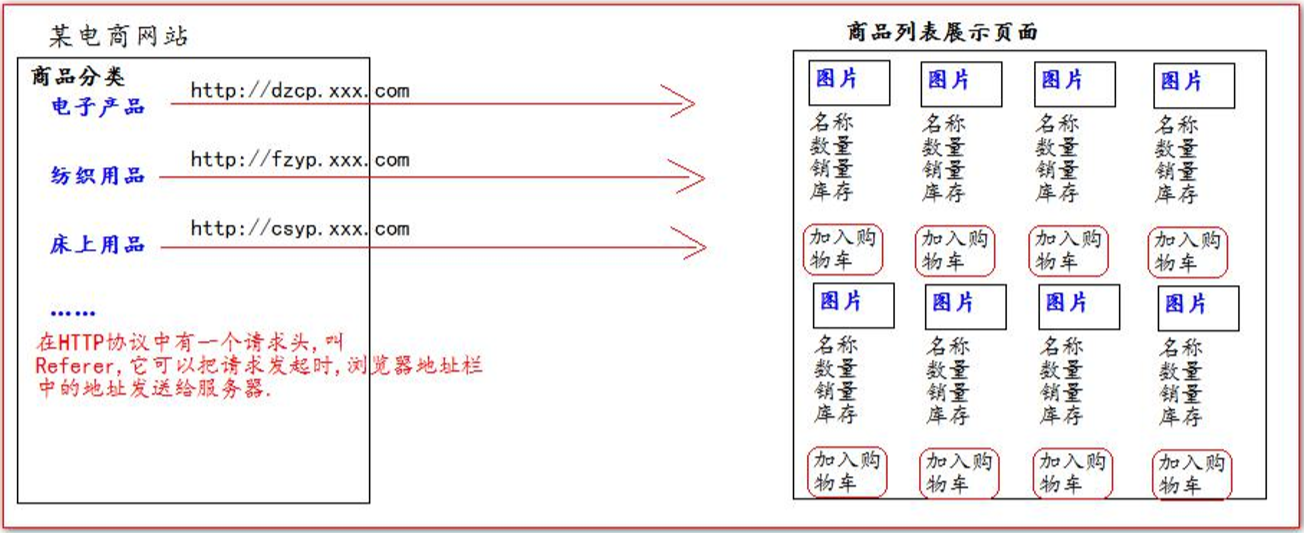 某电商网站
商品分类
电子产品
http://dzcp.xxx.com
纺织用品
http://fzyp.xxx.com
床上用品
http://csyp.xxx.com
……
在HTTP协议中有一个请求头,叫
Referer,它可以把请求发起时,浏览器地址栏
中的地址发送给服务器.
商品列表展示页面
图片 图片 图片 图片
名称 名称 名称 名称
数量 数量 数量 数量
销量 销量 销量 销量
库存 库存 库存 库存
加入购 加入购 加入购 加入购
物车 物车 物车 物车
图片 图片 图片 图片
名称 名称 名称 名称
数量 数量 数量 数量
销量 销量 销量 销量
库存 库存 库存 库存
加入购 加入购 加入购 加入购
物车 物车 物车 物车